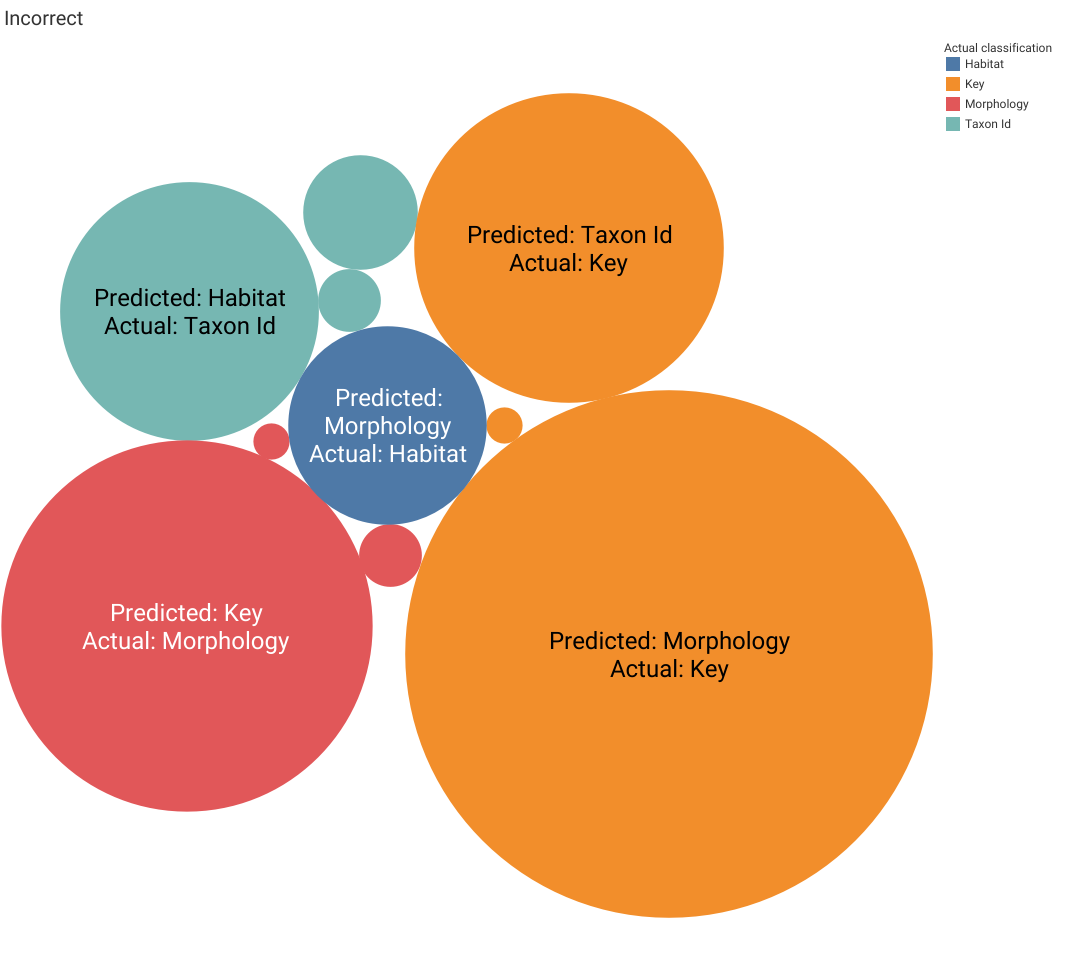 Incorrect
Actual classification
Habitat
Key
Morphology
Taxon Id
Predicted: Taxon Id
Actual: Key
Predicted: Habitat
Actual: Taxon Id
Predicted:
Morphology
Actual: Habitat
Predicted: Key
Actual: Morphology
Predicted: Morphology
Actual: Key